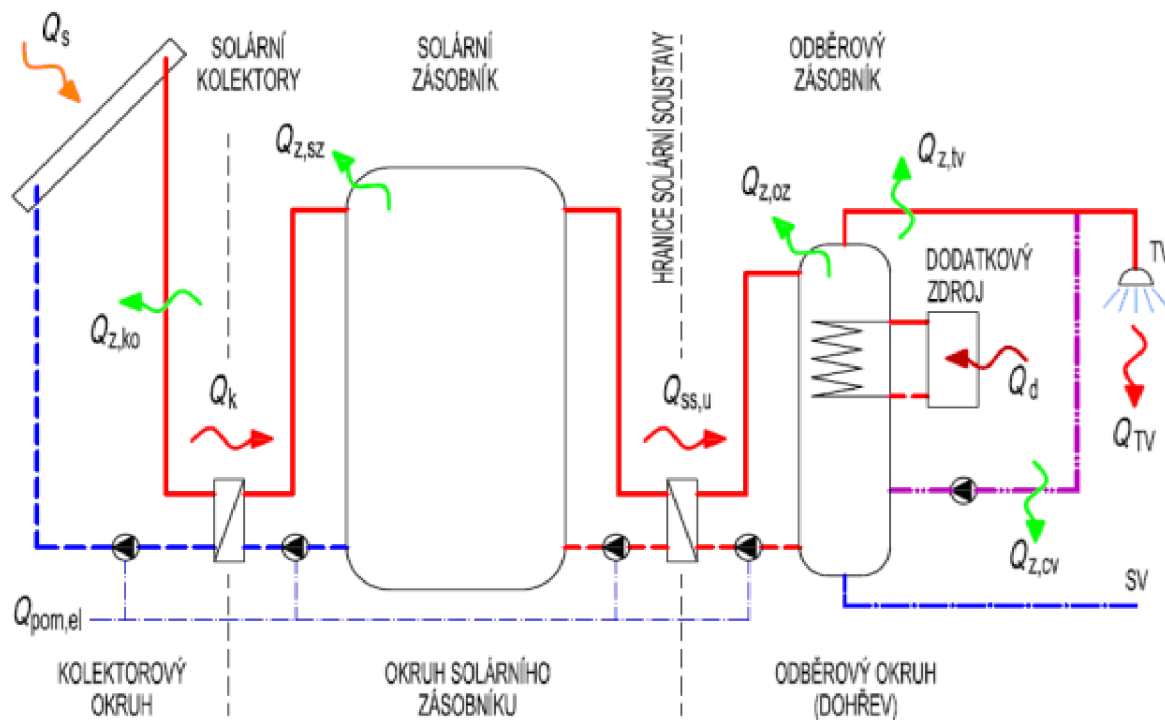 Qs
SOLÁRNÍ
KOLEKTORY
SOLÁRNÍ
ZÁSOBNÍK
HRANICE SOLÁRNÍ SOUSTAVY
ODBĚROVÝ
ZÁSOBNÍK
Qz,sz
Qz,oz
Qz,tv
DODATKOVÝ
ZDROJ
TV
Qz,ko
Qk
Qss,u
Qd
QTV
Qz,cv
SV
Qpom,el
KOLEKTOROVÝ
OKRUH
OKRUH SOLÁRNÍHO
ZÁSOBNÍKU
ODBĚROVÝ OKRUH
(DOHŘEV)